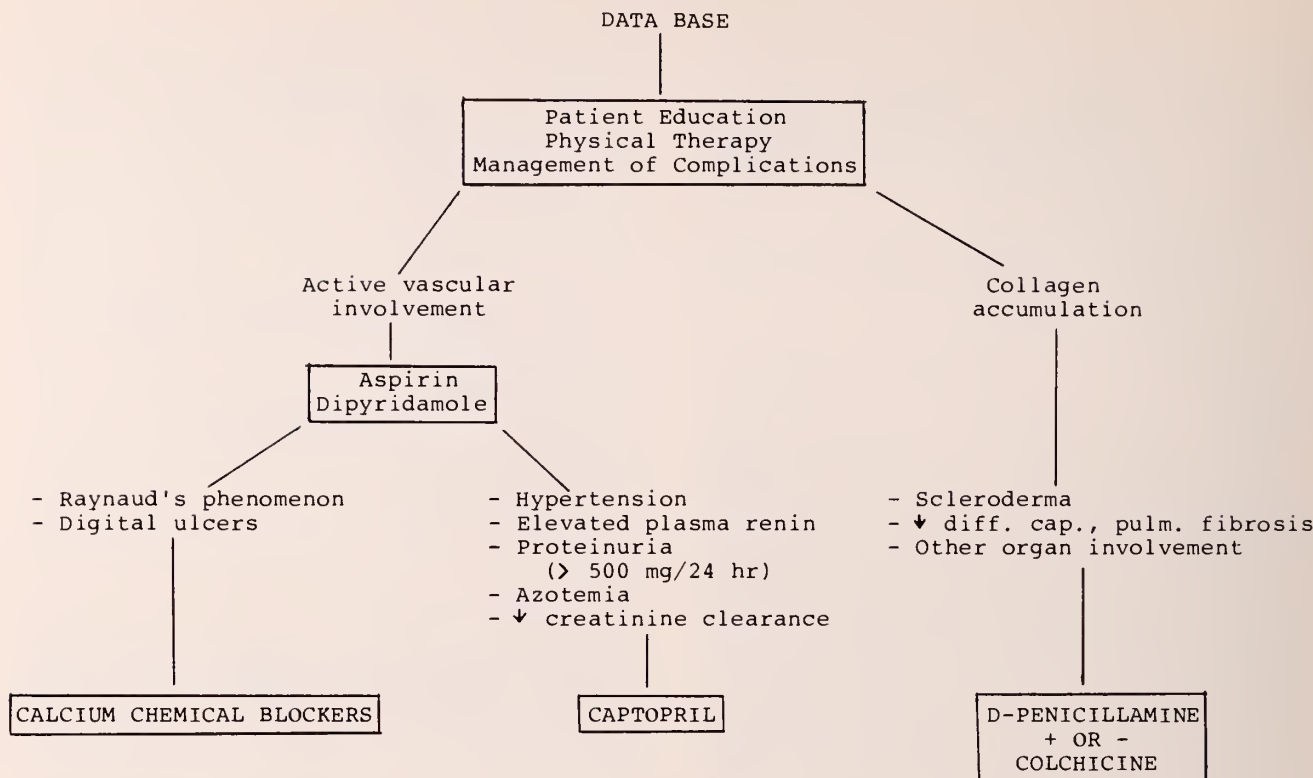 DATA BASE
Patient Education
Physical Therapy
Management of Complications
Active vascular
involvement
Collagen
accumulation
Aspirin
Dipyridamole
- Raynaud's phenomenon
- Digital ulcers
- Hypertension
- Elevated plasma renin
- Proteinuria
(> 500 mg/24 hr)
- Azotemia
- ↓ creatinine clearance
- Scleroderma
- ↓ diff. cap., pulm. fibrosis
- Other organ involvement
CALCIUM CHEMICAL BLOCKERS
CAPTOPRIL
D-PENICILLAMINE
+ OR -
COLCHICINE